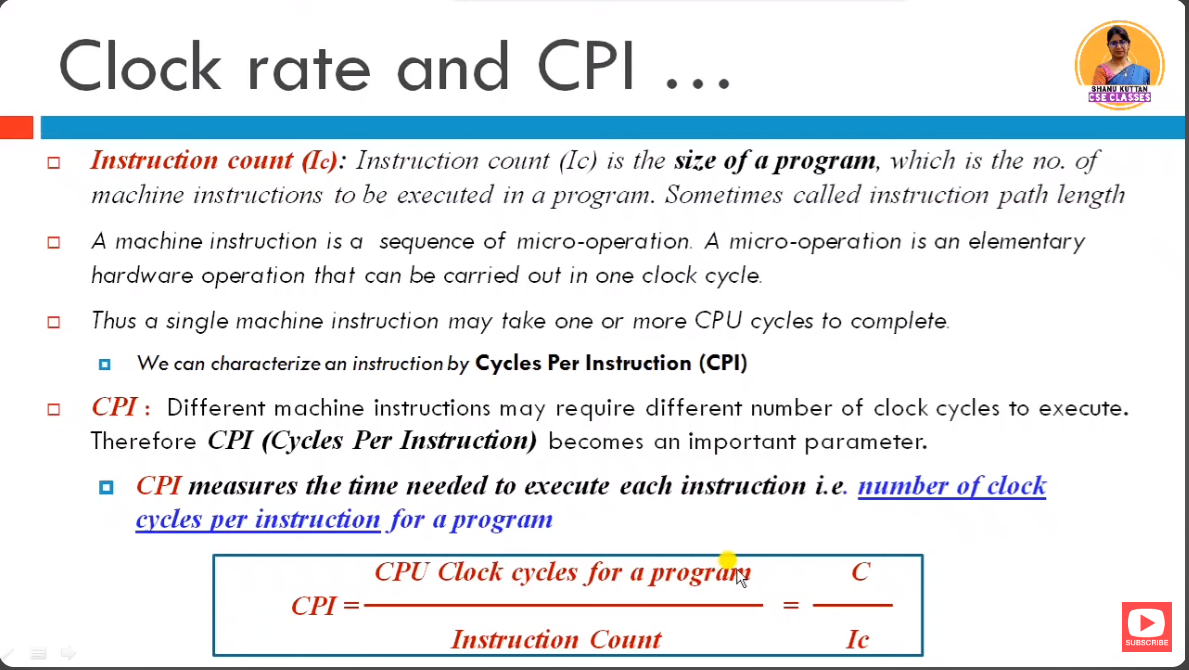 Clock rate and CPI ...
SHANU KUTTAN
CSE CLASSES
Instruction count (Ic): Instruction count (Ic) is the size of a program, which is the no. of
machine instructions to be executed in a program. Sometimes called instruction path length
A machine instruction is a sequence of micro-operation. A micro-operation is an elementary
hardware operation that can be carried out in one clock cycle.
Thus a single machine instruction may take one or more CPU cycles to complete.
We can characterize an instruction by Cycles Per Instruction (CPI)
CPI : Different machine instructions may require different number of clock cycles to execute.
Therefore CPI (Cycles Per Instruction) becomes an important parameter.
CPI measures the time needed to execute each instruction i.e. number of clock
cycles per instruction for a program
CPU Clock cycles for a program C
CPI = =
Instruction Count Ic
SUBSCRIBE